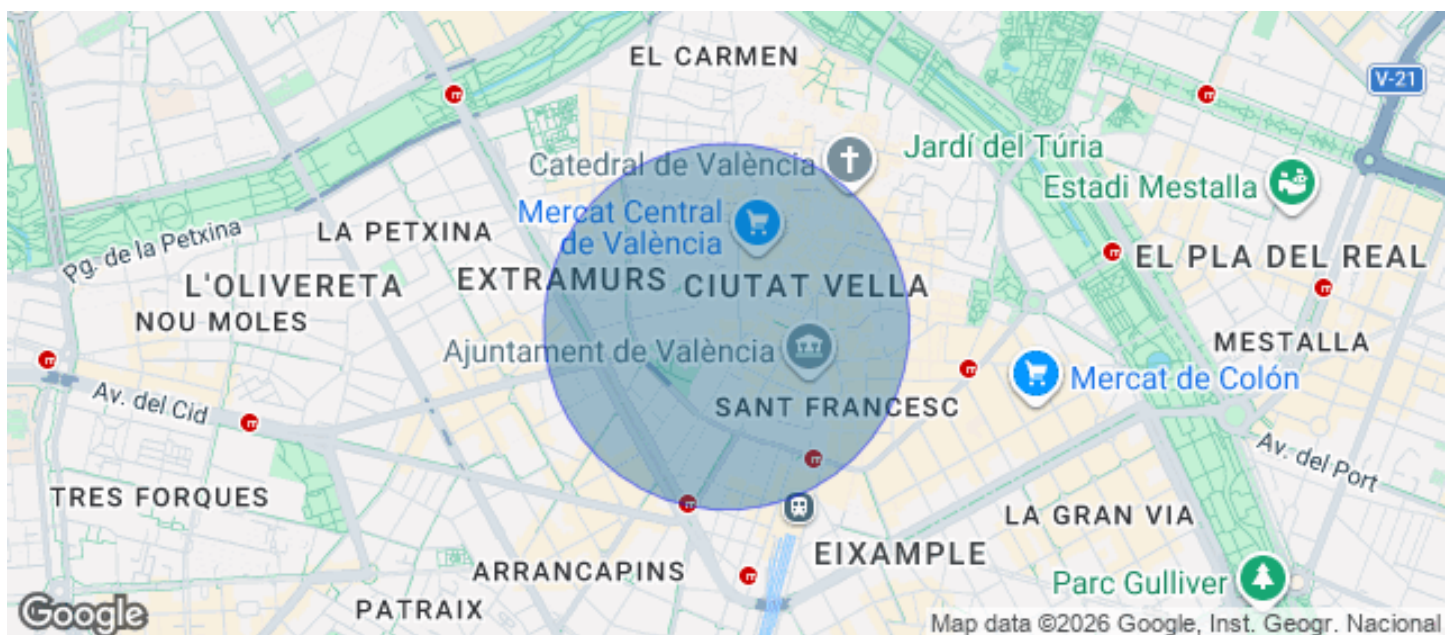 EL CARMEN
V-21
Catedral de València
Jardí del Túria
Estadi Mestalla
Mercat Central
de València
Pg. de la Petxina
LA PETXINA
EL PLA DEL REAL
L'OLIVERETA
EXTRAMURS
CIUTAT VELLA
NOU MOLES
MESTALLA
Ajuntament de València
Mercat de Colón
Av. del Cid
SANT FRANCESC
Av. del Port
TRES FORQUES
LA GRAN VIA
EIXAMPLE
ARRANCAPINS
Parc Gulliver
PATRAIX
Google
Map data ©2026 Google, Inst. Geogr. Nacional